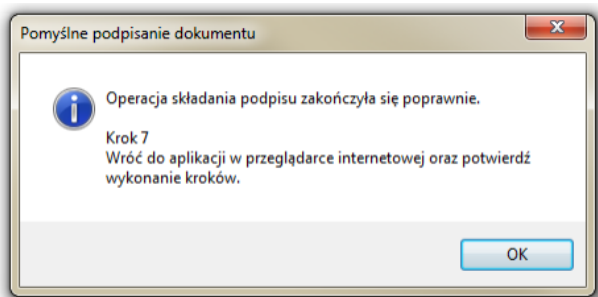 Pomyślne podpisanie dokumentu
Operacja składania podpisu zakończyła się poprawnie.
Krok 7
Wróć do aplikacji w przeglądarce internetowej oraz potwierdź
wykonanie kroków.
OK